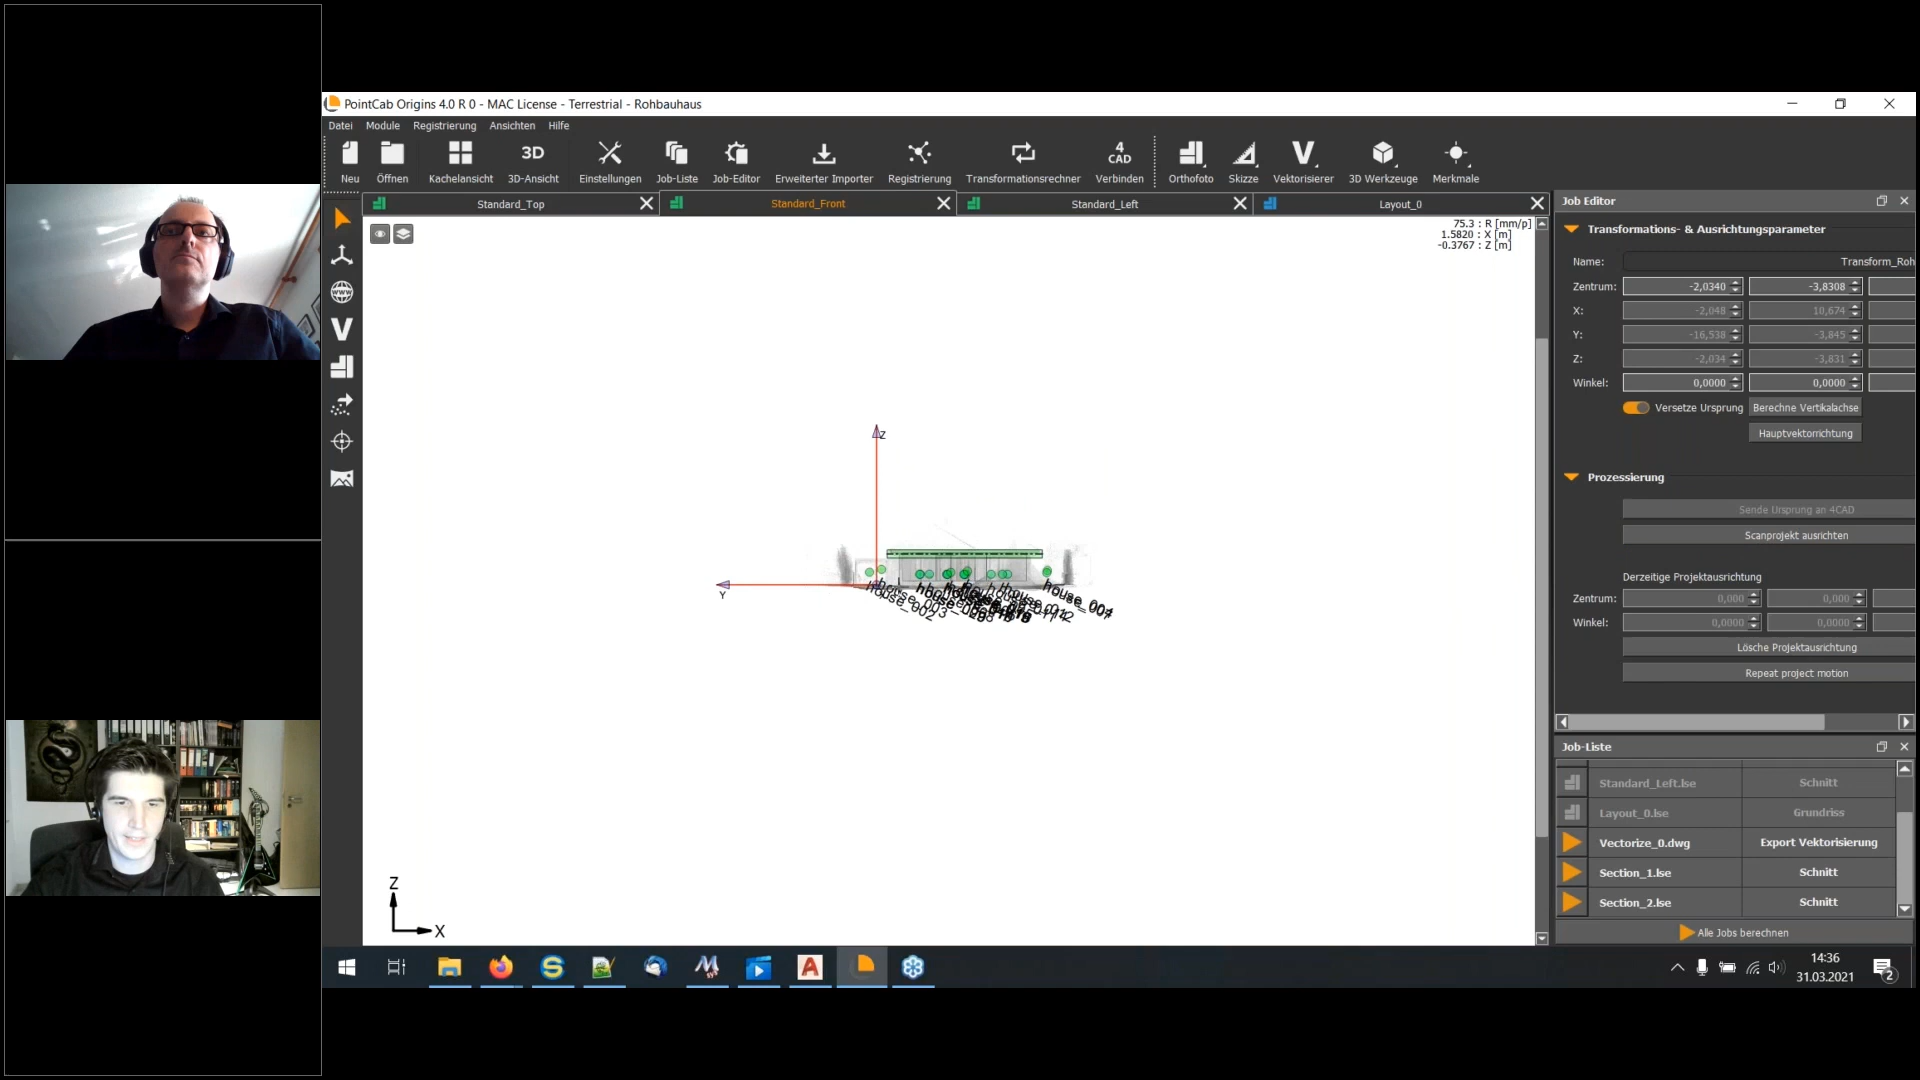 PointCab Origins 4.0 R 0 - MAC License - Terrestrial - Rohbauhaus
Datei Module Registrierung Ansichten Hilfe
3D 4 CAD V
Neu Öffnen Kachelansicht 3D-Ansicht Einstellungen Job-Liste Job-Editor Erweiterter Importer Registrierung Transformationsrechner Verbinden Orthofoto Skizze Vektorisierer 3D Werkzeuge Merkmale
Standard_Top Standard_Front Standard_Left Layout_0
75.3 : R [mm/p]
1.5820 : X [m]
-0.3767 : Z [m]
WWW
V
Z
Y
house_002
house_003
Z
X
Job Editor
Transformations- & Ausrichtungsparameter
Name: Transform_Roh
Zentrum: -2,0340 -3,8308
X: -2,048 10,674
Y: -16,538 -3,845
Z: -2,034 -3,831
Winkel: 0,0000 0,0000
Versetze Ursprung Berechne Vertikalachse
Hauptvektorrichtung
Prozessierung
Sende Ursprung an 4CAD
Scanprojekt ausrichten
Derzeitige Projektausrichtung
Zentrum: 0,000 0,000
Winkel: 0,0000 0,0000
Lösche Projektausrichtung
Repeat project motion
Job-Liste
Standard_Left.lse Schnitt
Layout_0.lse Grundriss
Vectorize_0.dwg Export Vektorisierung
Section_1.lse Schnitt
Section_2.lse Schnitt
Alle Jobs berechnen
S A
14:36
31.03.2021
2